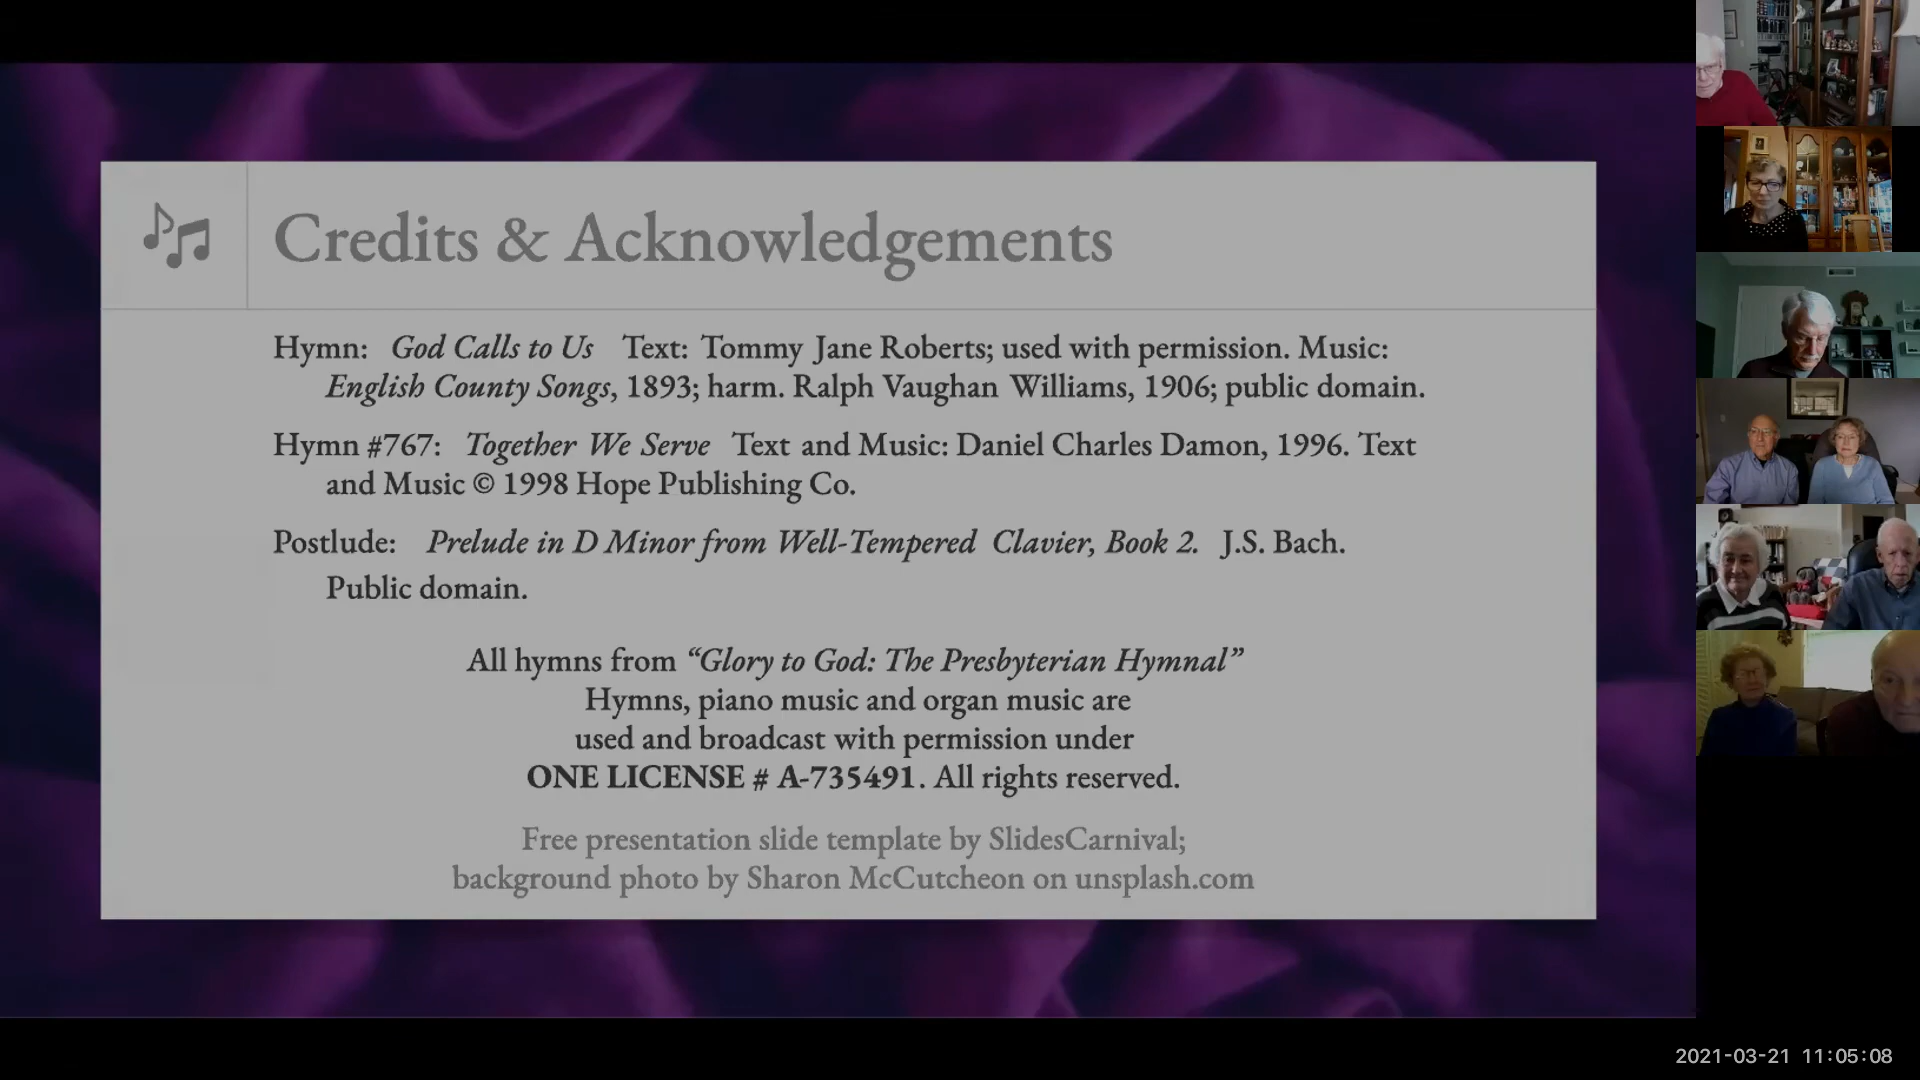 Credits & Acknowledgements
Hymn: God Calls to Us Text: Tommy Jane Roberts; used with permission. Music:
English County Songs, 1893; harm. Ralph Vaughan Williams, 1906; public domain.
Hymn #767: Together We Serve Text and Music: Daniel Charles Damon, 1996. Text
and Music © 1998 Hope Publishing Co.
Postlude: Prelude in D Minor from Well-Tempered Clavier, Book 2. J.S. Bach.
Public domain.
All hymns from “Glory to God: The Presbyterian Hymnal”
Hymns, piano music and organ music are
used and broadcast with permission under
ONE LICENSE # A-735491. All rights reserved.
Free presentation slide template by SlidesCarnival;
background photo by Sharon McCutcheon on unsplash.com
2021-03-21 11:05:08